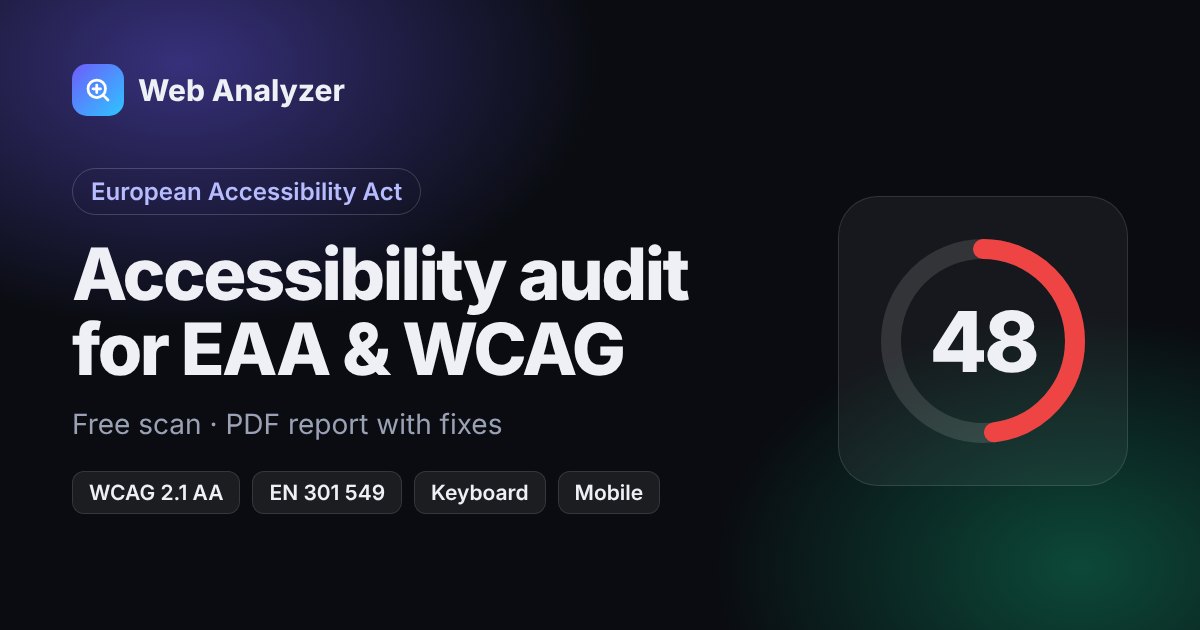 Web Analyzer
European Accessibility Act
Accessibility audit
for EAA & WCAG
Free scan · PDF report with fixes
WCAG 2.1 AA
EN 301 549
Keyboard
Mobile
48